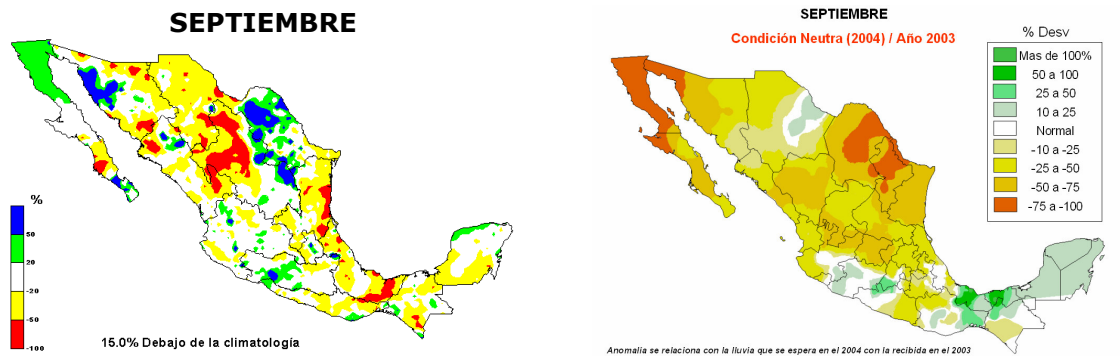 SEPTIEMBRE
%
50
20
-20
-50
-100
15.0% Debajo de la climatología
SEPTIEMBRE
Condición Neutra (2004) / Año 2003
% Desv
Mas de 100%
50 a 100
25 a 50
10 a 25
Normal
-10 a -25
-25 a -50
-50 a -75
-75 a -100
Anomalia se relaciona con la lluvia que se espera en el 2004 con la recibida en el 2003